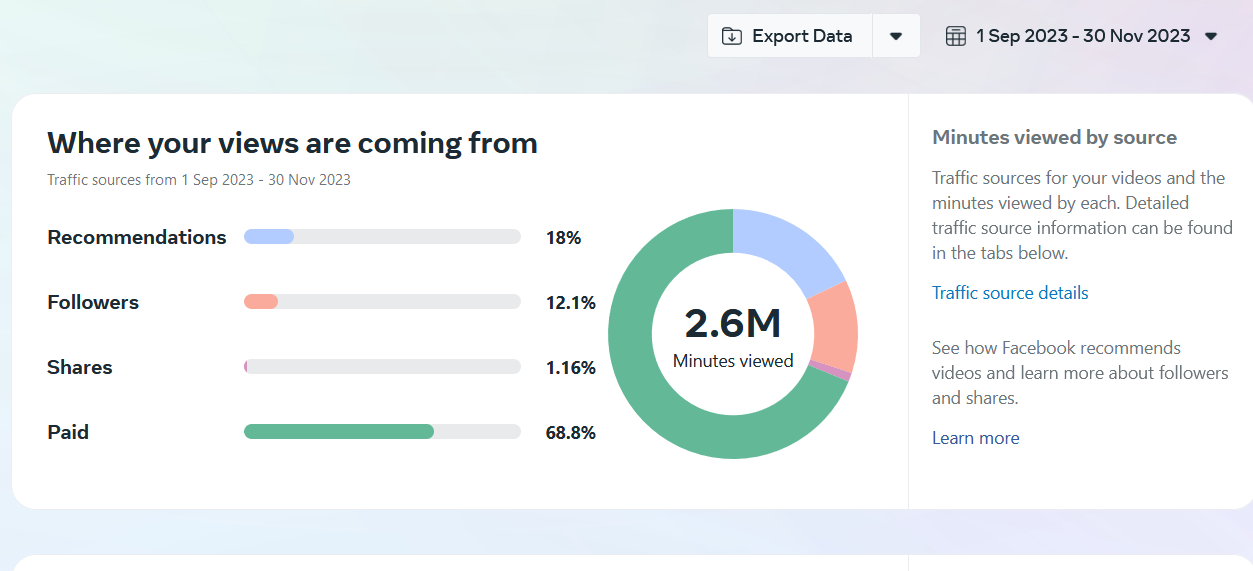 Export Data
1 Sep 2023 - 30 Nov 2023
Where your views are coming from
Traffic sources from 1 Sep 2023 - 30 Nov 2023
Recommendations 18%
Followers 12.1%
Shares 1.16%
Paid 68.8%
2.6M
Minutes viewed
Minutes viewed by source
Traffic sources for your videos and the
minutes viewed by each. Detailed
traffic source information can be found
in the tabs below.
Traffic source details
See how Facebook recommends
videos and learn more about followers
and shares.
Learn more